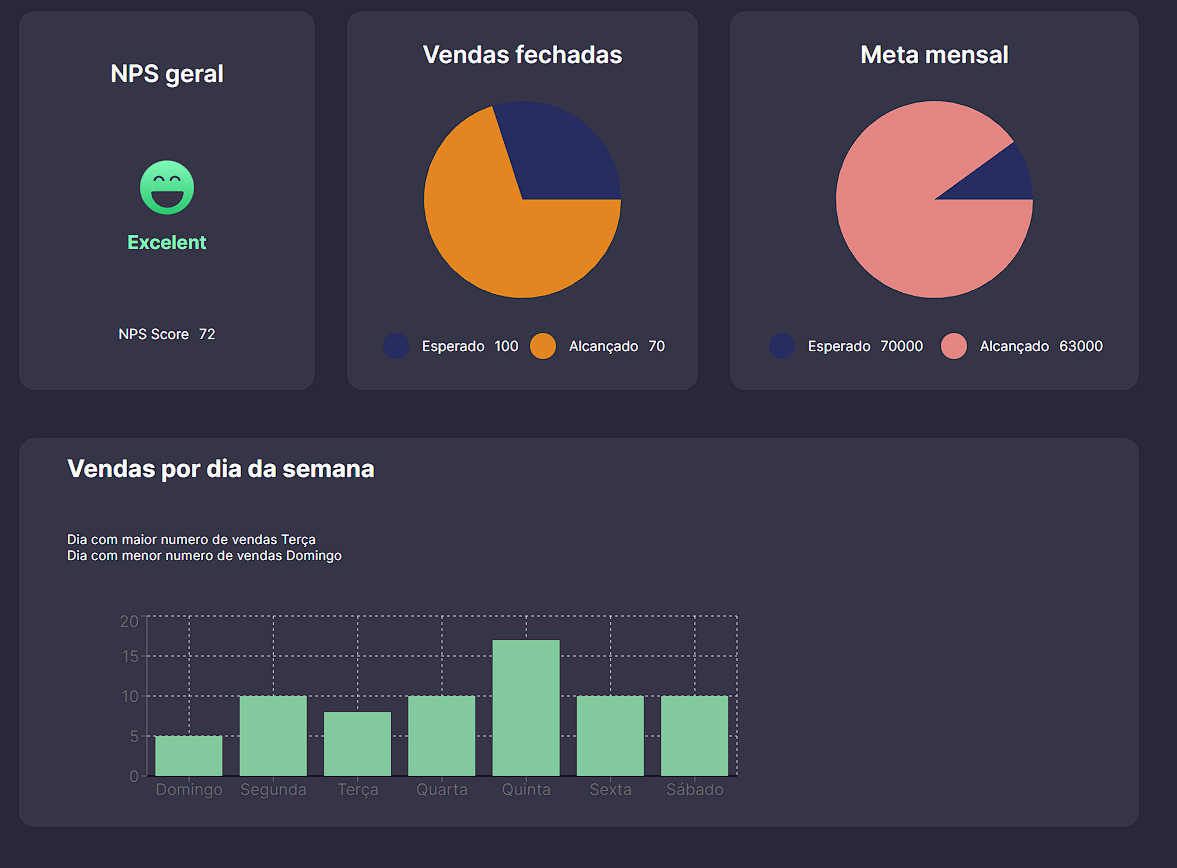 NPS geral
Excelent
NPS Score 72
Vendas fechadas
Esperado 100 Alcançado 70
Meta mensal
Esperado 70000 Alcançado 63000
Vendas por dia da semana
Dia com maior numero de vendas Terça
Dia com menor numero de vendas Domingo
20
15
10
5
0
Domingo Segunda Terça Quarta Quinta Sexta Sábado